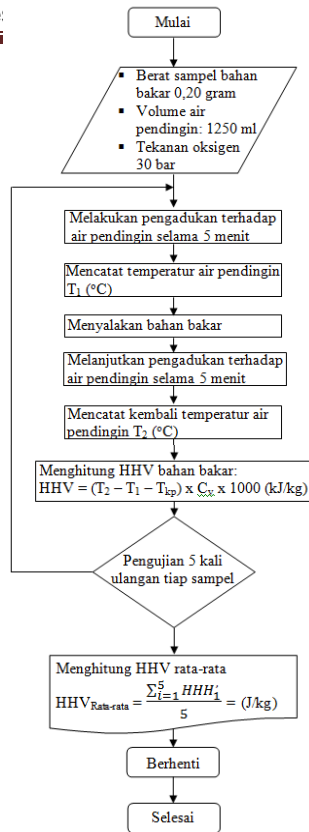 Mulai
▪ Berat sampel bahan
bakar 0,20 gram
▪ Volume air
pendingin: 1250 ml
▪ Tekanan oksigen
30 bar
Melakukan pengadukan terhadap
air pendingin selama 5 menit
Mencatat temperatur air pendingin
T₁ (°C)
Menyalakan bahan bakar
Melanjutkan pengadukan terhadap
air pendingin selama 5 menit
Mencatat kembali temperatur air
pendingin T₂ (°C)
Menghitung HHV bahan bakar:
HHV = (T₂ – T₁ – Tkp) x Cv x 1000 (kJ/kg)
Pengujian 5 kali
ulangan tiap sampel
Menghitung HHV rata-rata
HHV Rata-rata = ∑⁵ᵢ₌₁ HHH₁ / 5 = (J/kg)
Berhenti
Selesai